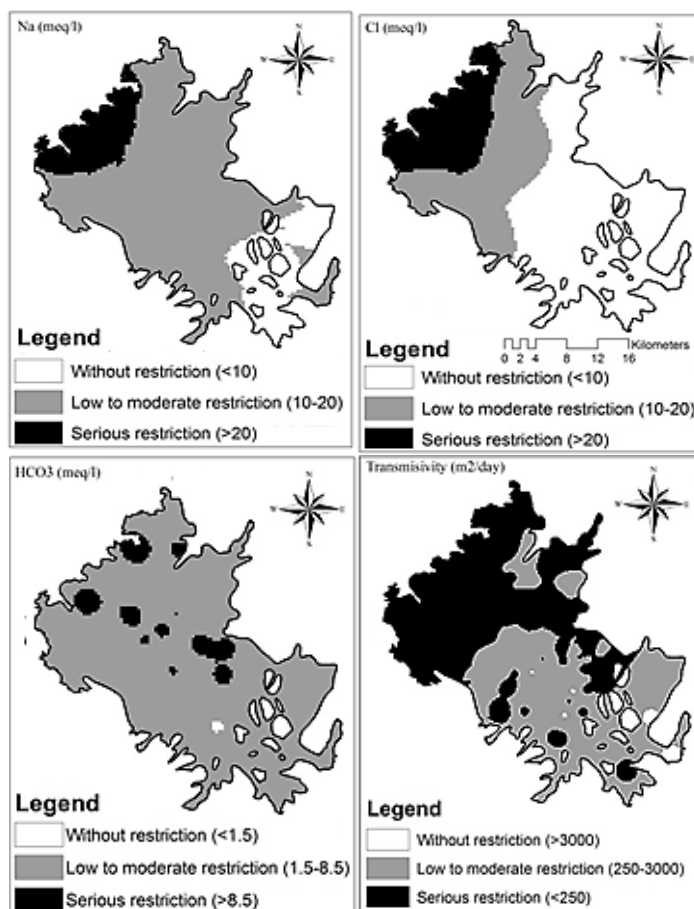 Na (meq/l)
N
W
E
S
Legend
Without restriction (<10)
Low to moderate restriction (10-20)
Serious restriction (>20)
Cl (meq/l)
N
W
E
S
Kilometers
0 2 4 8 12 16
Legend
Without restriction (<10)
Low to moderate restriction (10-20)
Serious restriction (>20)
HCO3 (meq/l)
N
W
E
S
Legend
Without restriction (<1.5)
Low to moderate restriction (1.5-8.5)
Serious restriction (>8.5)
Transmisivity (m2/day)
N
W
E
S
Legend
Without restriction (>3000)
Low to moderate restriction (250-3000)
Serious restriction (<250)